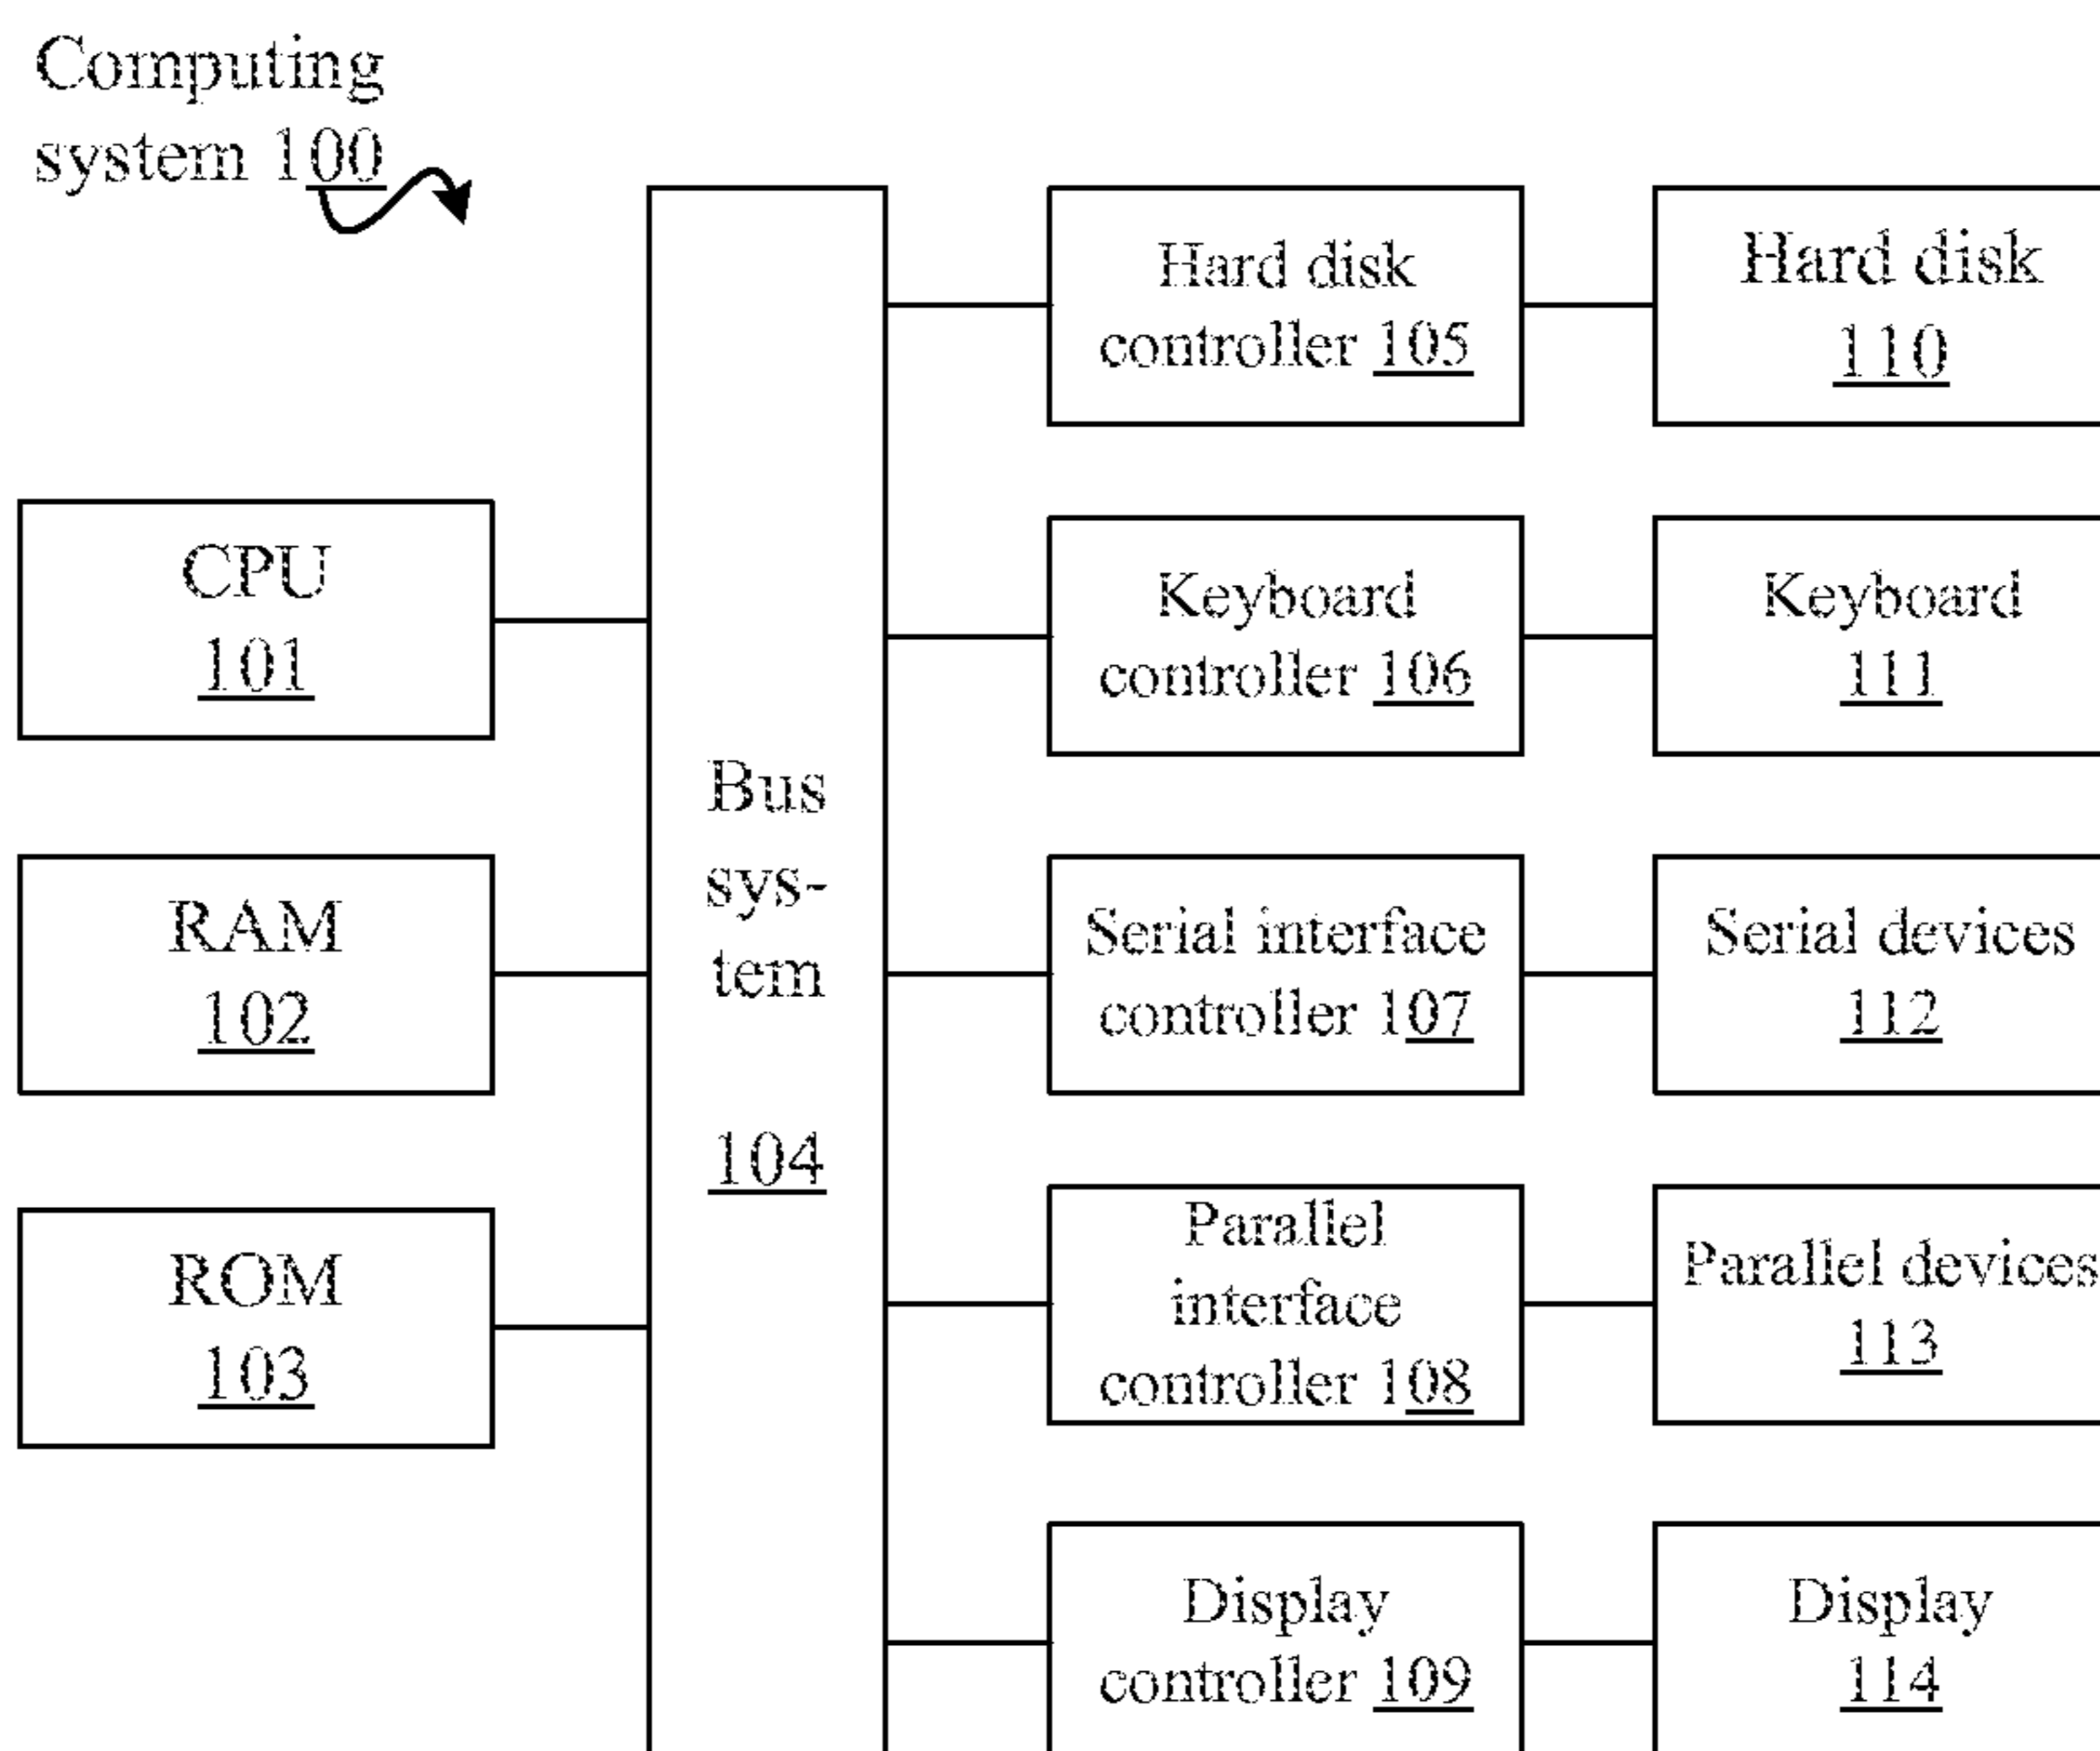 Computing
system 100
Hard disk
controller 105
Hard disk
110
CPU
101
Keyboard
controller 106
Keyboard
111
Bus
sys-
tem
104
RAM
102
Serial interface
controller 107
Serial devices
112
ROM
103
Parallel
interface
controller 108
Parallel devices
113
Display
controller 109
Display
114